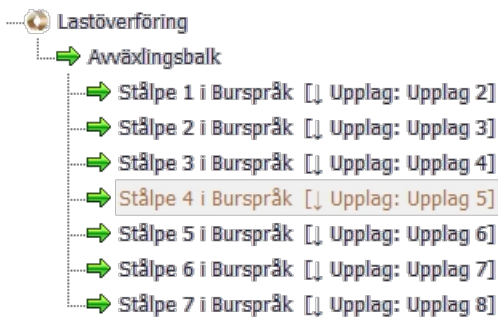 Lastöverföring
Avväxlingsbalk
Stålpe 1 i Burspråk [↓ Upplag: Upplag 2]
Stålpe 2 i Burspråk [↓ Upplag: Upplag 3]
Stålpe 3 i Burspråk [↓ Upplag: Upplag 4]
Stålpe 4 i Burspråk [↓ Upplag: Upplag 5]
Stålpe 5 i Burspråk [↓ Upplag: Upplag 6]
Stålpe 6 i Burspråk [↓ Upplag: Upplag 7]
Stålpe 7 i Burspråk [↓ Upplag: Upplag 8]